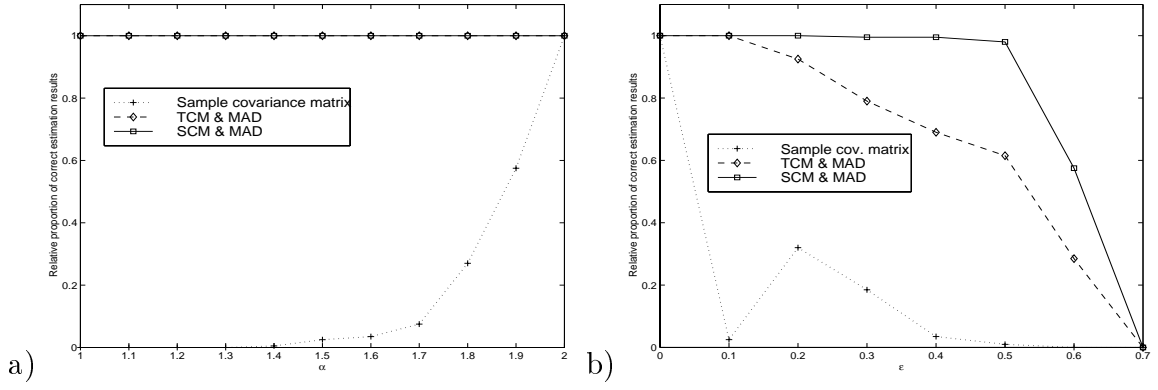 Relative proportion of correct estimation results
1
0.8
0.6
0.4
0.2
0
Sample covariance matrix
TCM & MAD
SCM & MAD
1 1.1 1.2 1.3 1.4 1.5 1.6 1.7 1.8 1.9 2
α
a)
Relative proportion of correct estimation results
1
0.8
0.6
0.4
0.2
0
Sample cov. matrix
TCM & MAD
SCM & MAD
0 0.1 0.2 0.3 0.4 0.5 0.6 0.7
ε
b)